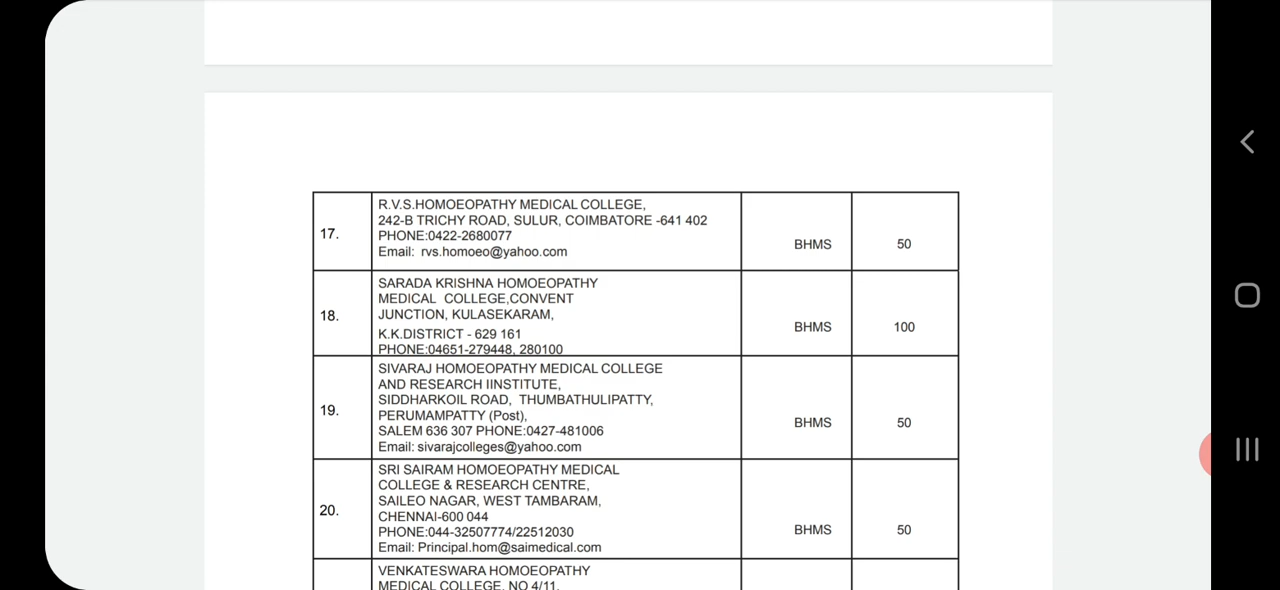 17.
R.V.S.HOMOEOPATHY MEDICAL COLLEGE,
242-B TRICHY ROAD, SULUR, COIMBATORE -641 402
PHONE:0422-2680077
Email: rvs.homoeo@yahoo.com
BHMS
50
18.
SARADA KRISHNA HOMOEOPATHY
MEDICAL COLLEGE,CONVENT
JUNCTION, KULASEKARAM,
K.K.DISTRICT - 629 161
PHONE:04651-279448, 280100
BHMS
100
19.
SIVARAJ HOMOEOPATHY MEDICAL COLLEGE
AND RESEARCH IINSTITUTE,
SIDDHARKOIL ROAD, THUMBATHULIPATTY,
PERUMAMPATTY (Post),
SALEM 636 307 PHONE:0427-481006
Email: sivarajcolleges@yahoo.com
BHMS
50
20.
SRI SAIRAM HOMOEOPATHY MEDICAL
COLLEGE & RESEARCH CENTRE,
SAILEO NAGAR, WEST TAMBARAM,
CHENNAI-600 044
PHONE:044-32507774/22512030
Email: Principal.hom@saimedical.com
BHMS
50
VENKATESWARA HOMOEOPATHY
MEDICAL COLLEGE, NO 4/11,